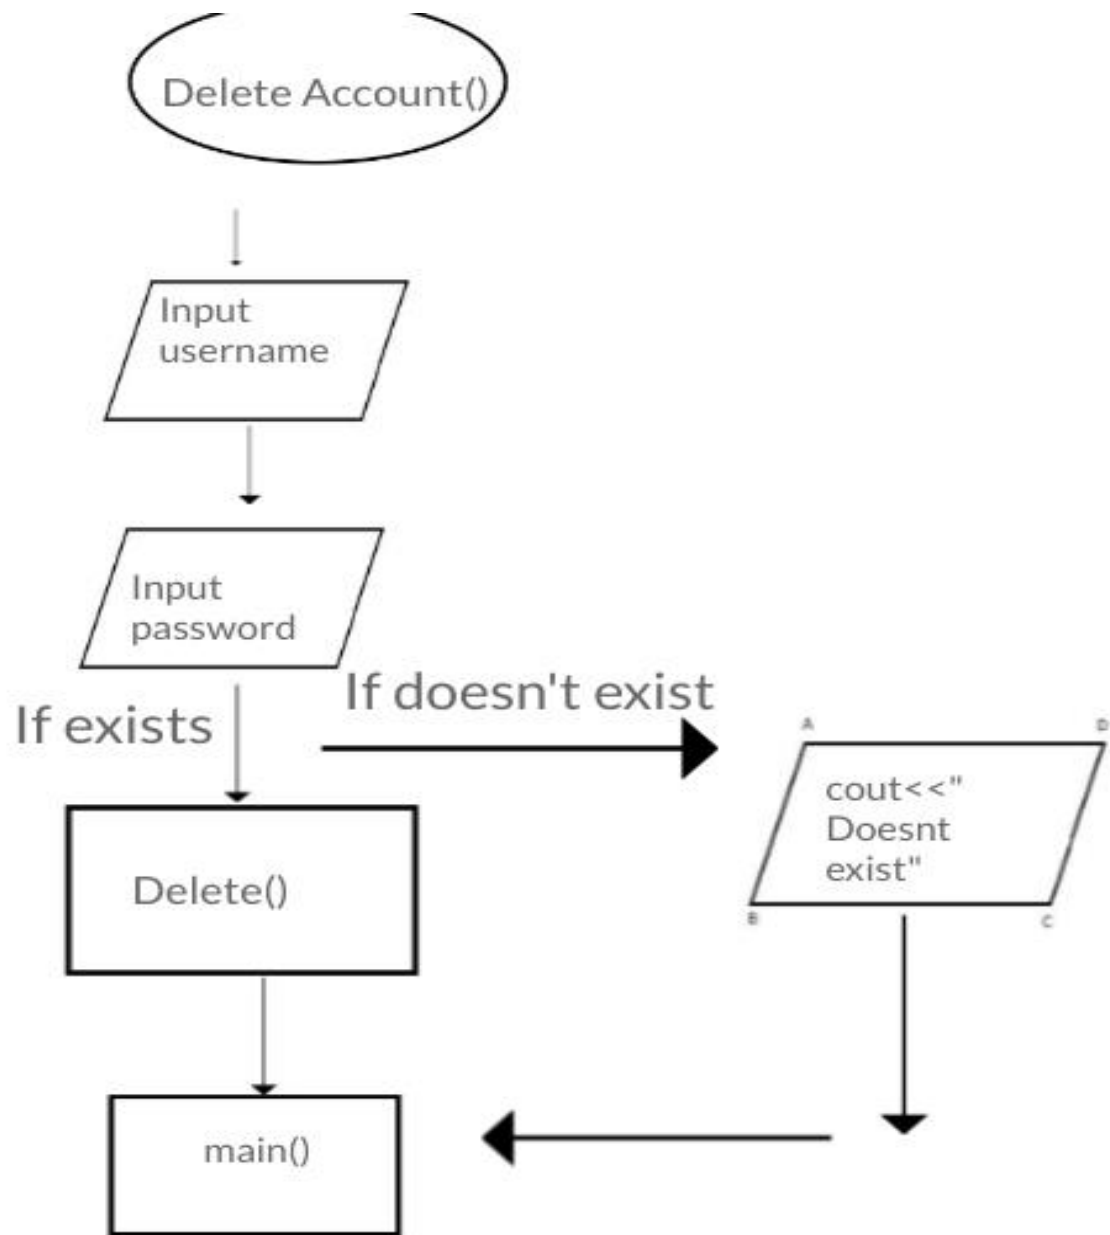 Delete Account()
Input
username
Input
password
If exists
If doesn't exist
A
D
cout<<"
Doesnt
exist"
B
C
Delete()
main()